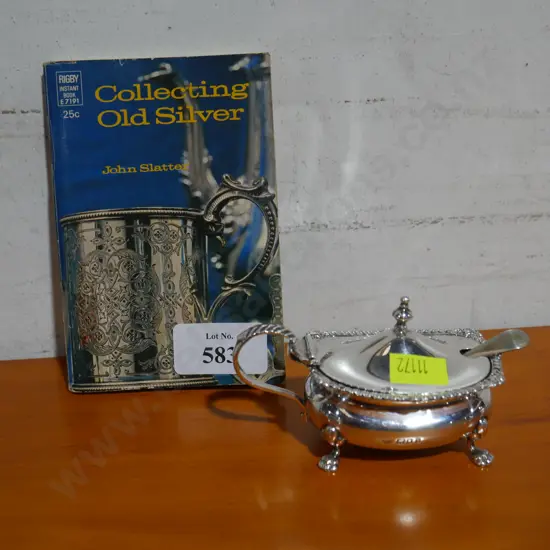 RIGBY
INSTANT
BOOK
E 7191
25c
Collecting
Old Silver
John Slatter
Lot No.
583
11172